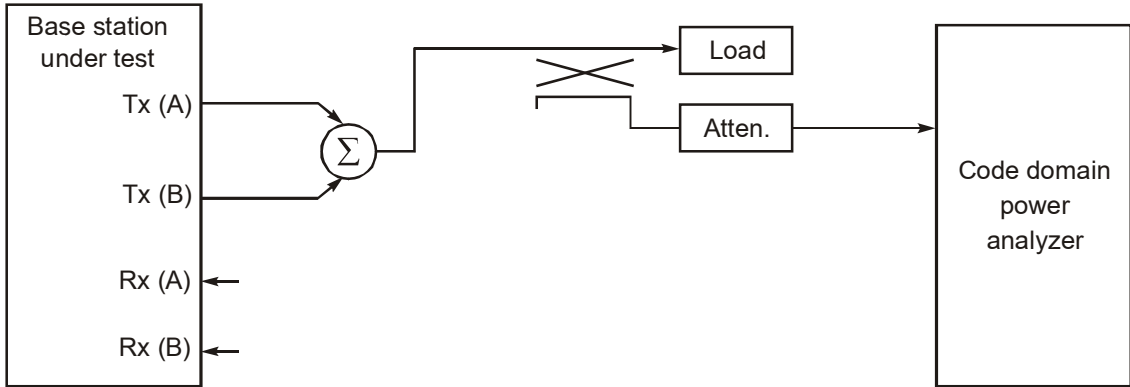 Base station
under test
Tx (A)
Tx (B)
Rx (A)
Rx (B)
Σ
Load
Atten.
Code domain
power
analyzer